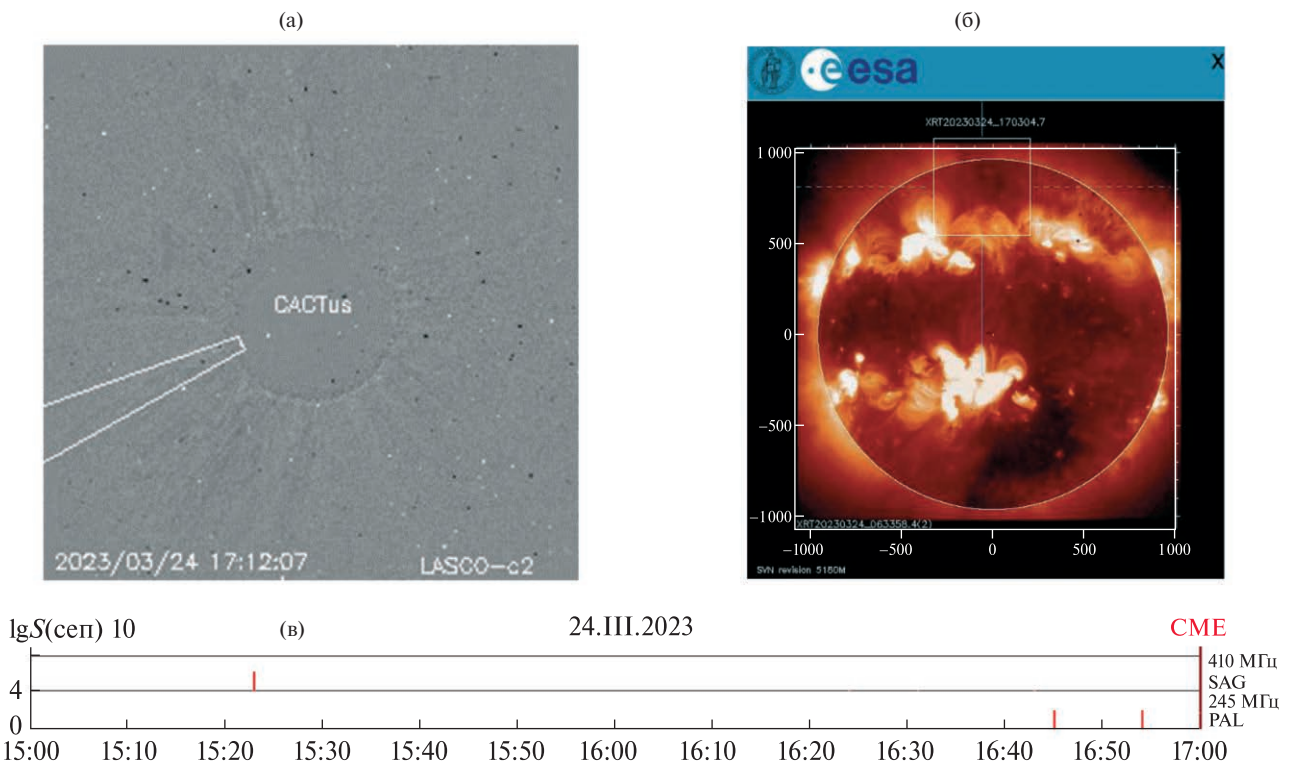 (а)
CACTus
2023/03/24 17:12:07
LASCO-c2
(б)
esa
X
XRT20230324_170304.7
1 000
500
0
−500
−1000
XRT20230324_063358.4(2)
−1000 −500 0 500 1000
SVN revision 5180M
lgS(сеп) 10
(в)
24.III.2023
CME
410 МГц
SAG
4
245 МГц
0
PAL
15:00 15:10 15:20 15:30 15:40 15:50 16:00 16:10 16:20 16:30 16:40 16:50 17:00